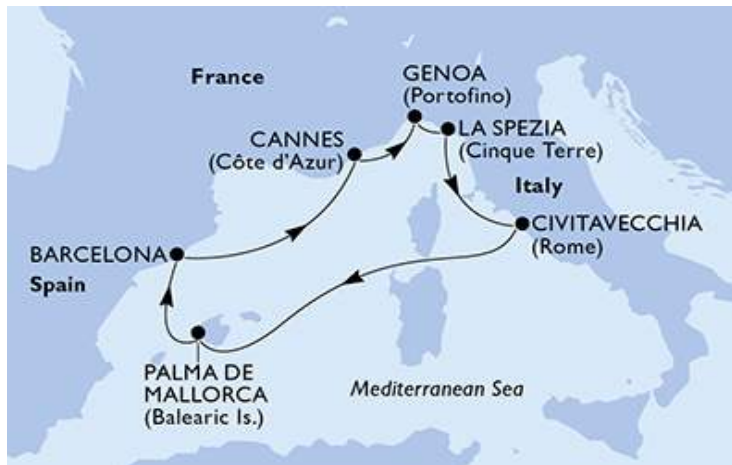 France
GENOA
(Portofino)
CANNES
(Côte d'Azur)
LA SPEZIA
(Cinque Terre)
Italy
CIVITAVECCHIA
(Rome)
BARCELONA
Spain
PALMA DE
MALLORCA
(Balearic Is.)
Mediterranean Sea